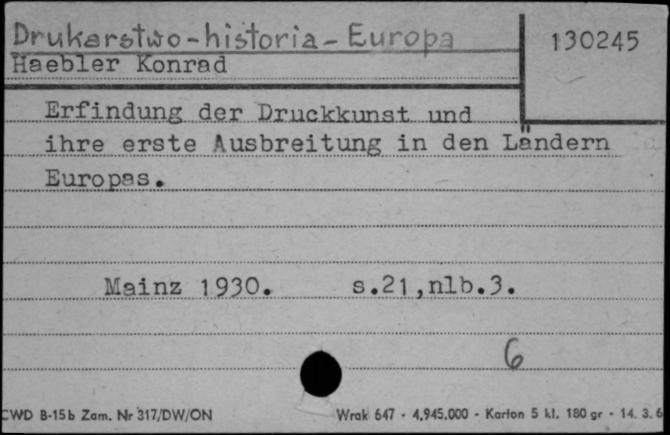 Drukarstwo-historia-Europa
130245
Haebler Konrad
Erfindung der Druckkunst und
ihre erste Ausbreitung in den Ländern
Europas.
Mainz 1930. s.21,nlb.3.
6
CWD B-15b Zam. Nr 317/DW/ON Wrak 647 - 4.945.000 - Karton 5 kl. 180 gr - 14. 3. 6